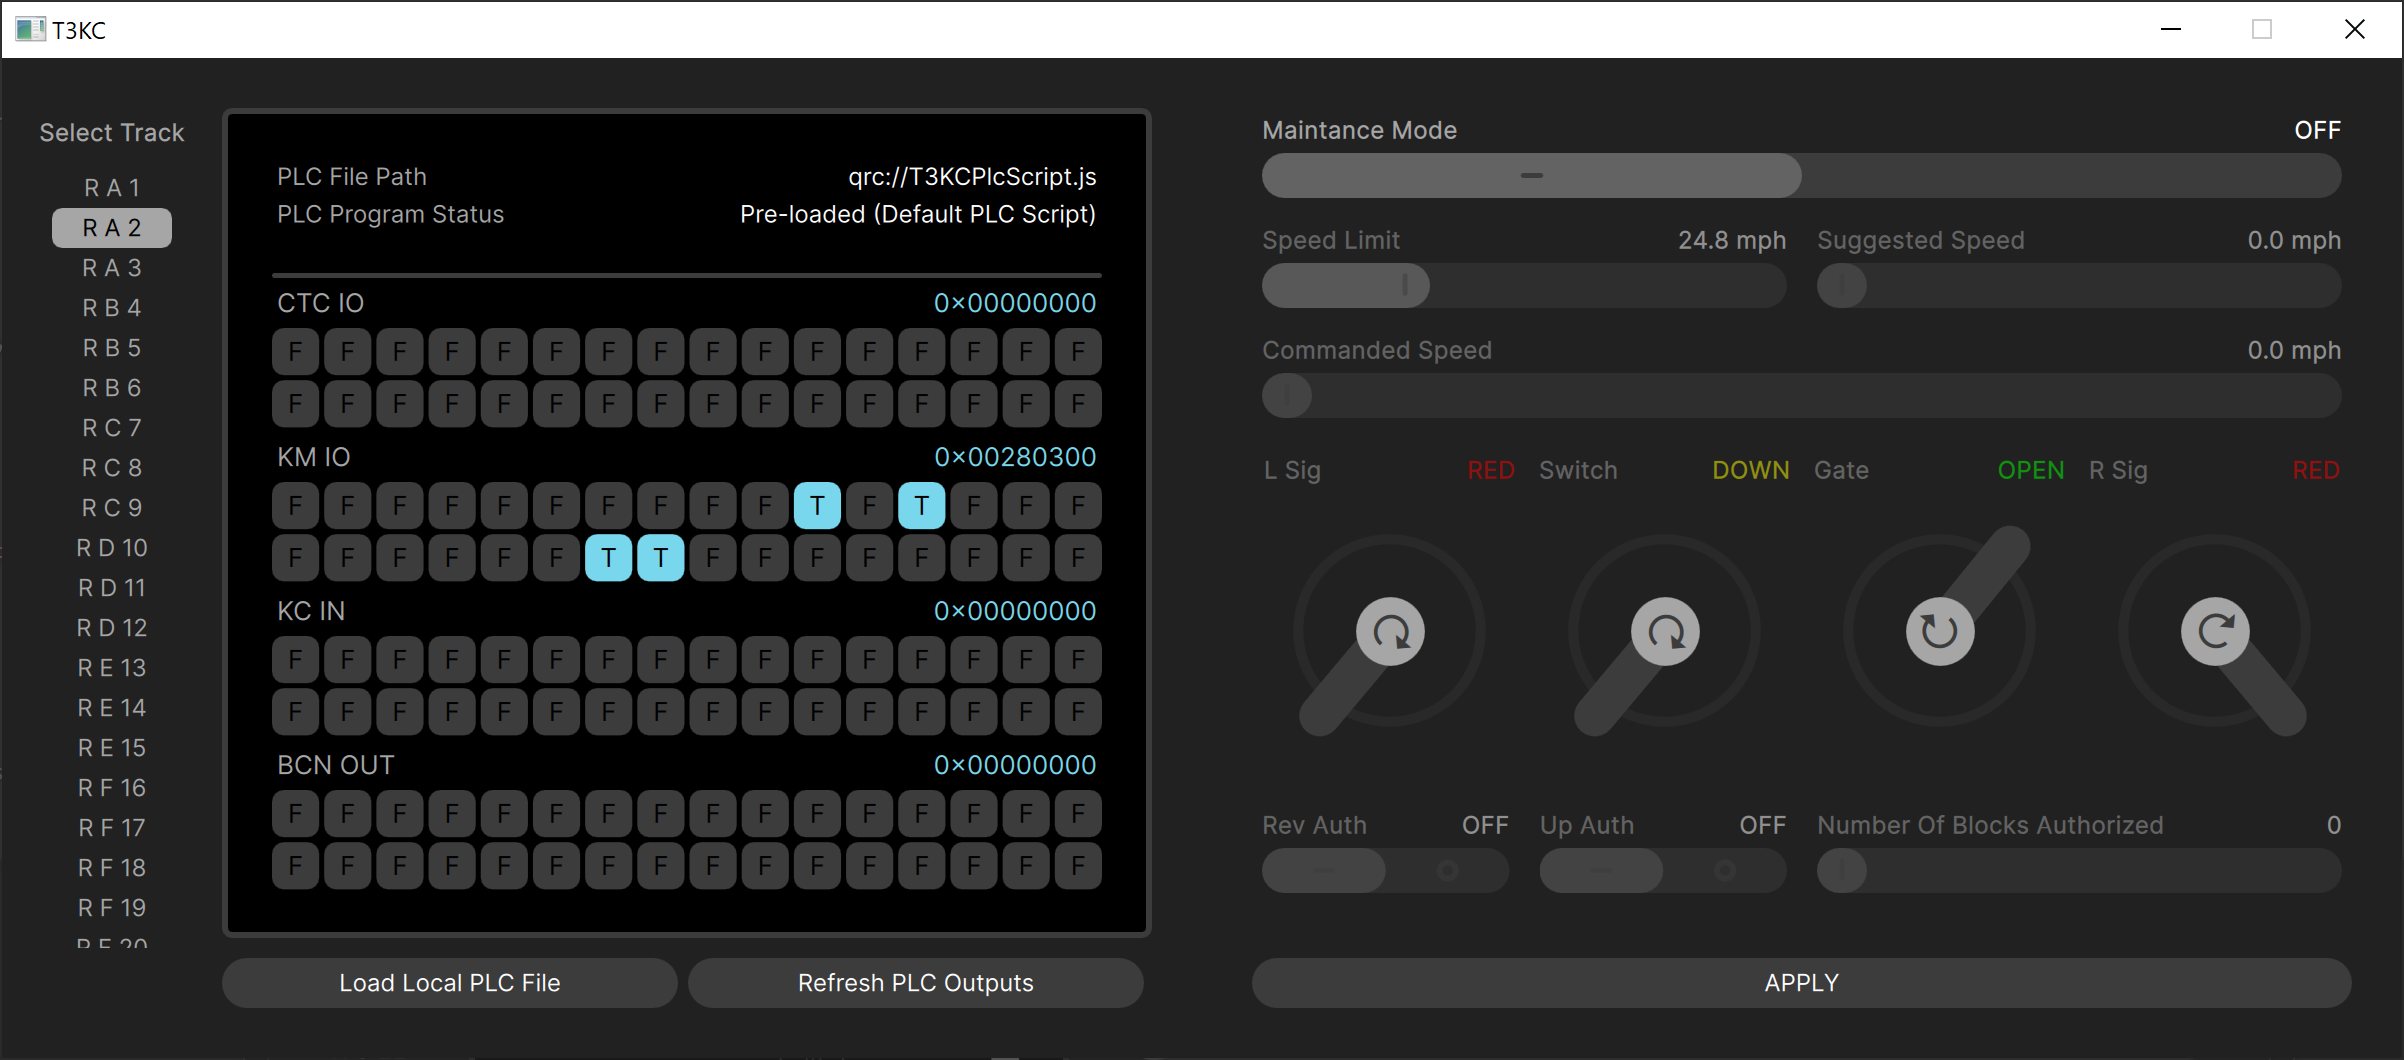 T3KC
Select Track
R A 1
R A 2
R A 3
R B 4
R B 5
R B 6
R C 7
R C 8
R C 9
R D 10
R D 11
R D 12
R E 13
R E 14
R E 15
R F 16
R F 17
R F 18
R F 19
R F 20
PLC File Path qrc://T3KCPlcScript.js
PLC Program Status Pre-loaded (Default PLC Script)
CTC IO 0×00000000
F F F F F F F F F F F F F F F F
F F F F F F F F F F F F F F F F
KM IO 0×00280300
F F F F F F F F F F T F T F F F
F F F F F F T T F F F F F F F F
KC IN 0×00000000
F F F F F F F F F F F F F F F F
F F F F F F F F F F F F F F F F
BCN OUT 0×00000000
F F F F F F F F F F F F F F F F
F F F F F F F F F F F F F F F F
Load Local PLC File
Refresh PLC Outputs
Maintance Mode OFF
Speed Limit 24.8 mph Suggested Speed 0.0 mph
Commanded Speed 0.0 mph
L Sig RED Switch DOWN Gate OPEN R Sig RED
Rev Auth OFF Up Auth OFF Number Of Blocks Authorized 0
APPLY